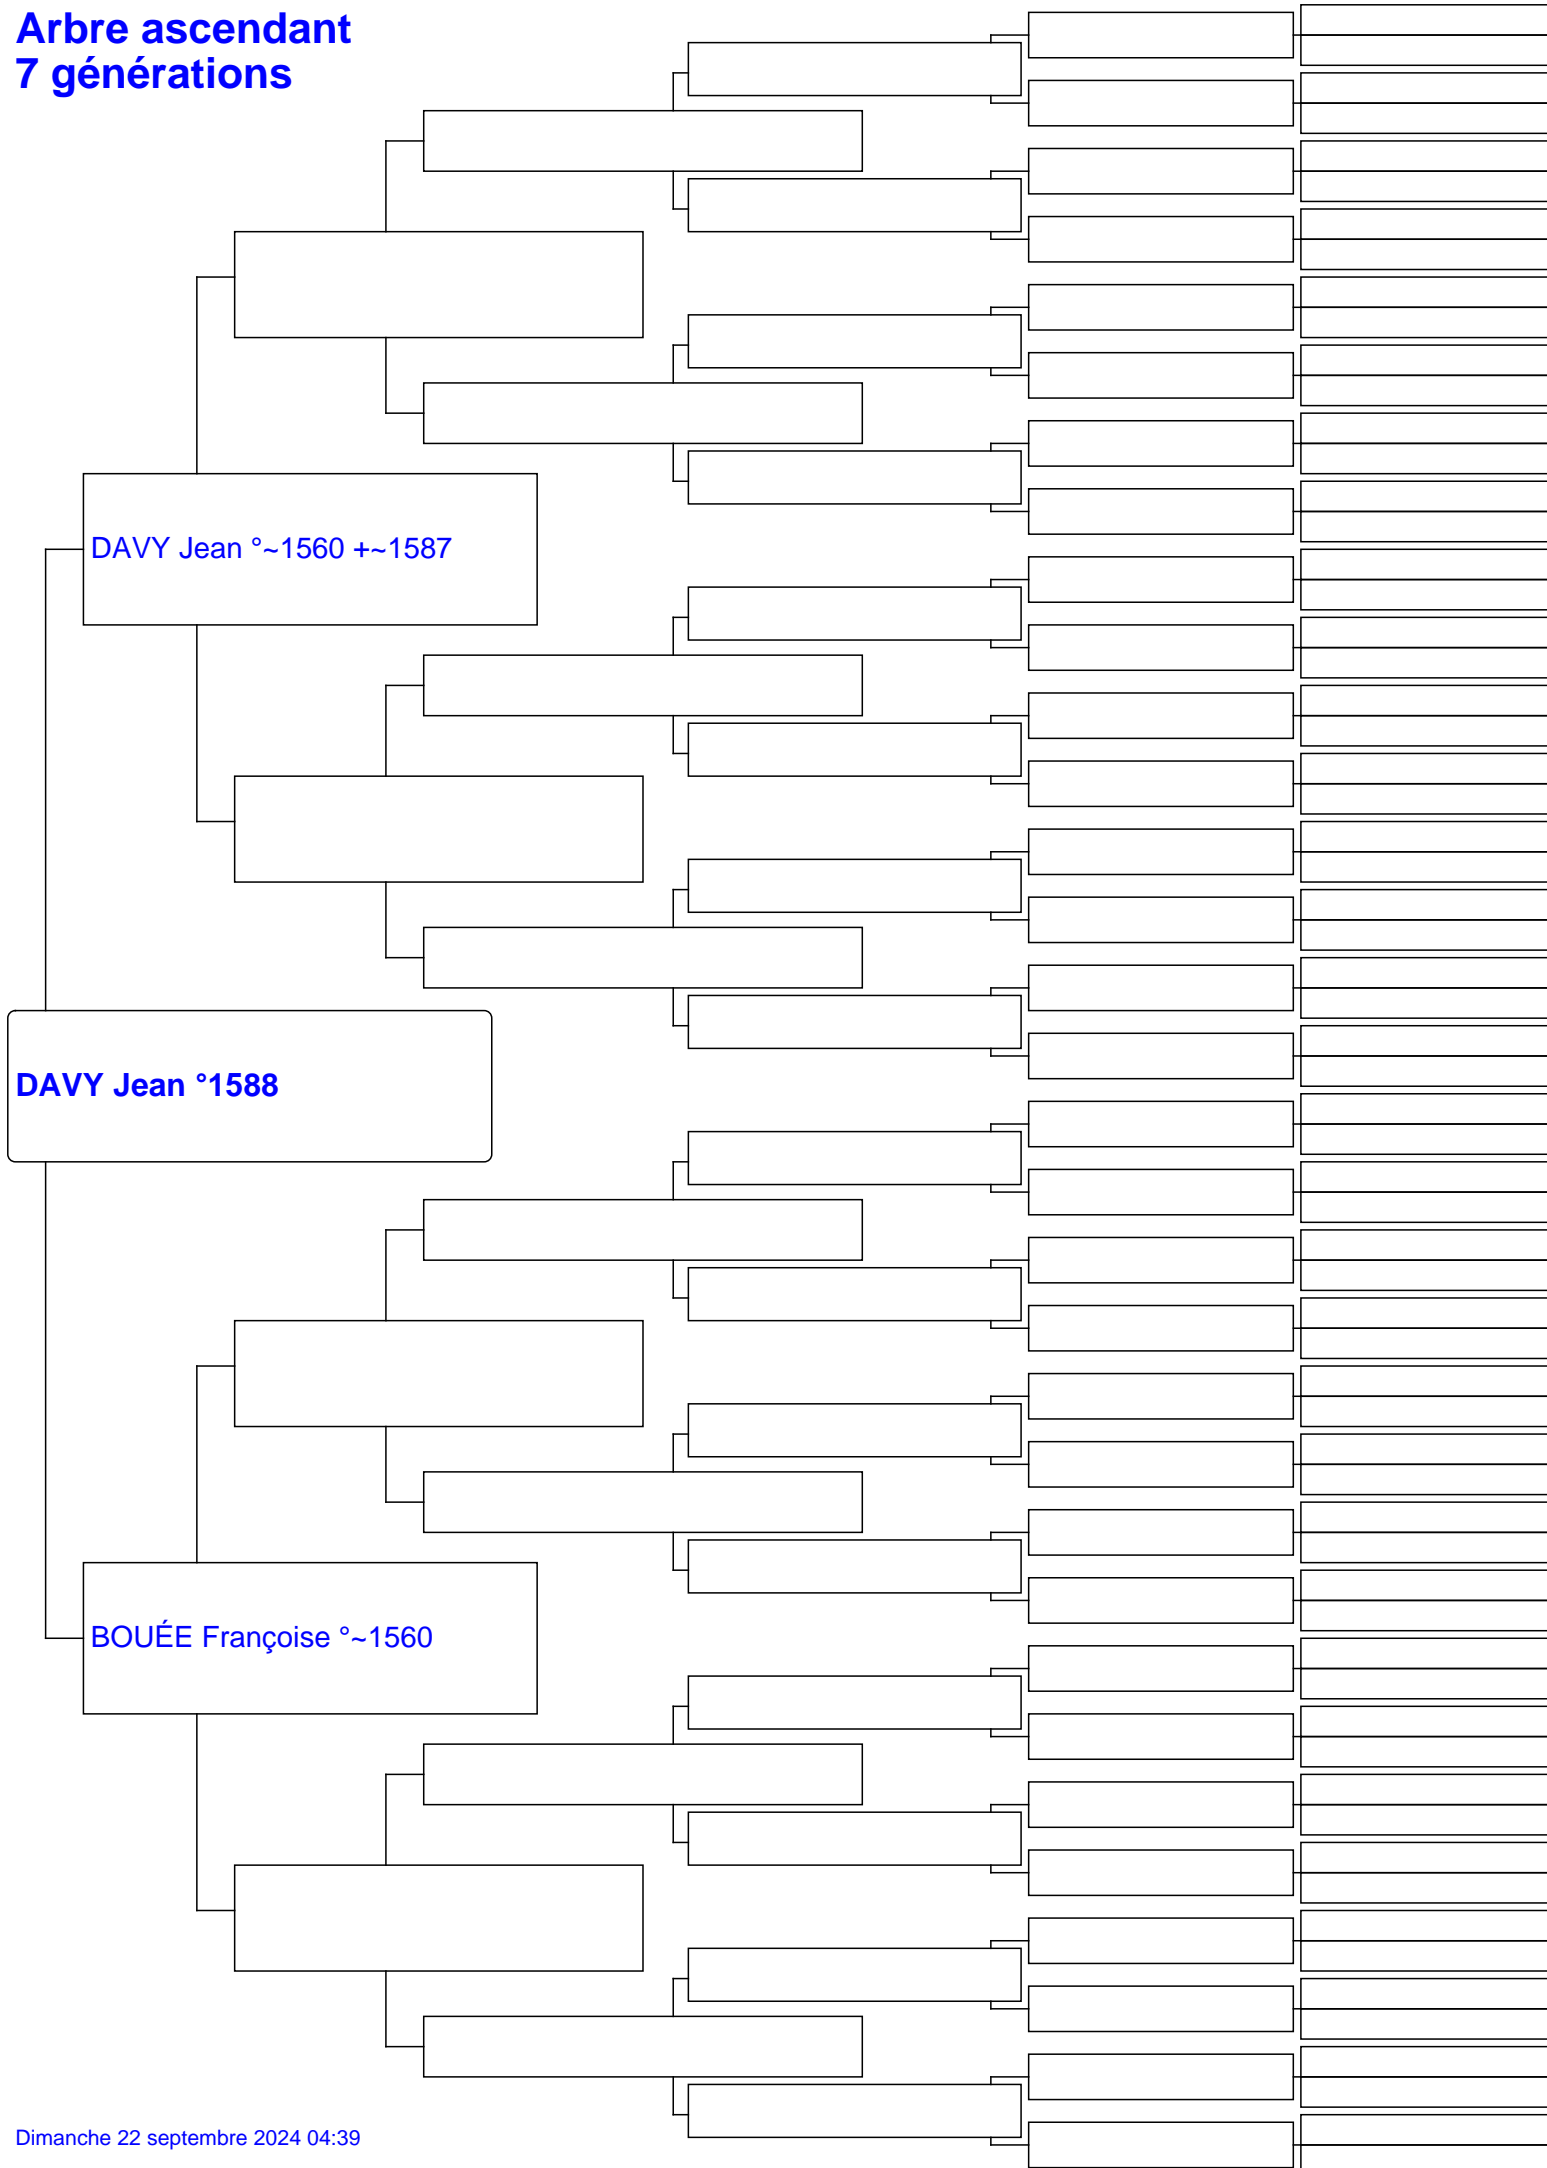 Arbre ascendant
7 générations
DAVY Jean °~1560 +~1587
DAVY Jean °1588
BOUÉE Françoise °~1560
Dimanche 22 septembre 2024 04:39